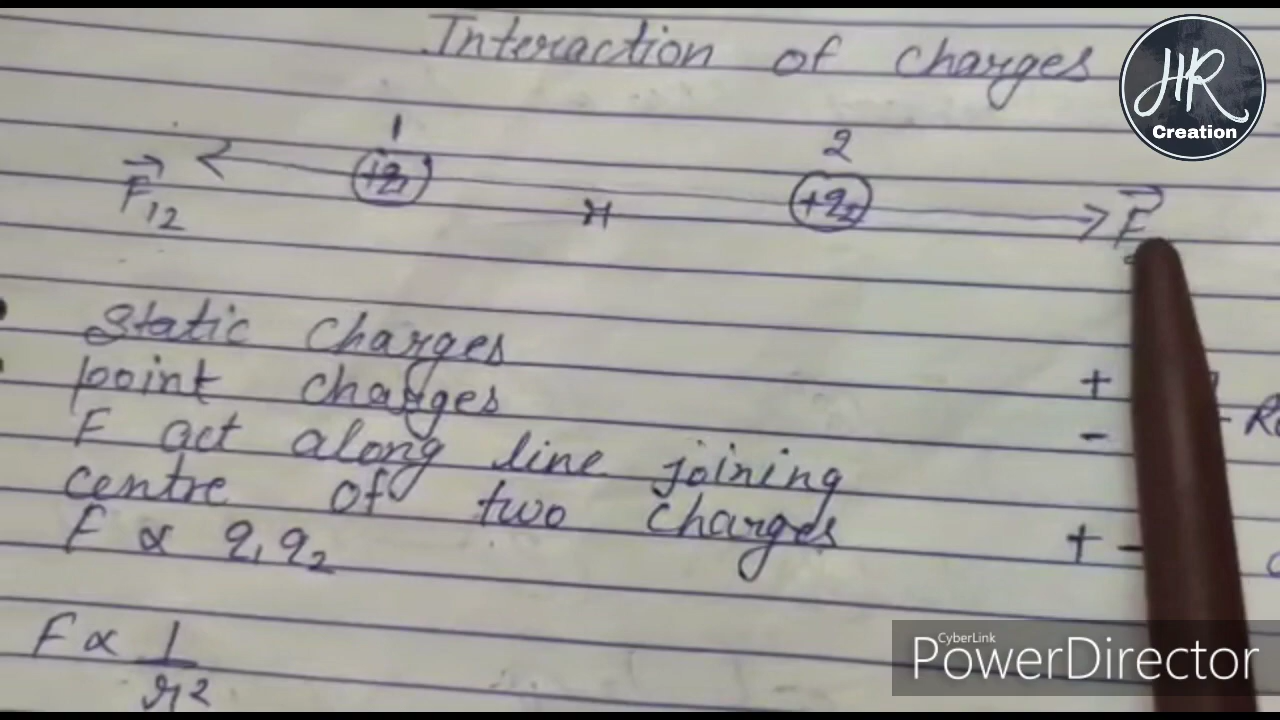 Interaction of charges
HR
Creation
1
2
+q1
+q2
F12
r
F
Static charges
point charges
F act along line joining
centre of two charges
F ∝ q1q2
F ∝ 1/r2
+
-
+ -
CyberLink
PowerDirector